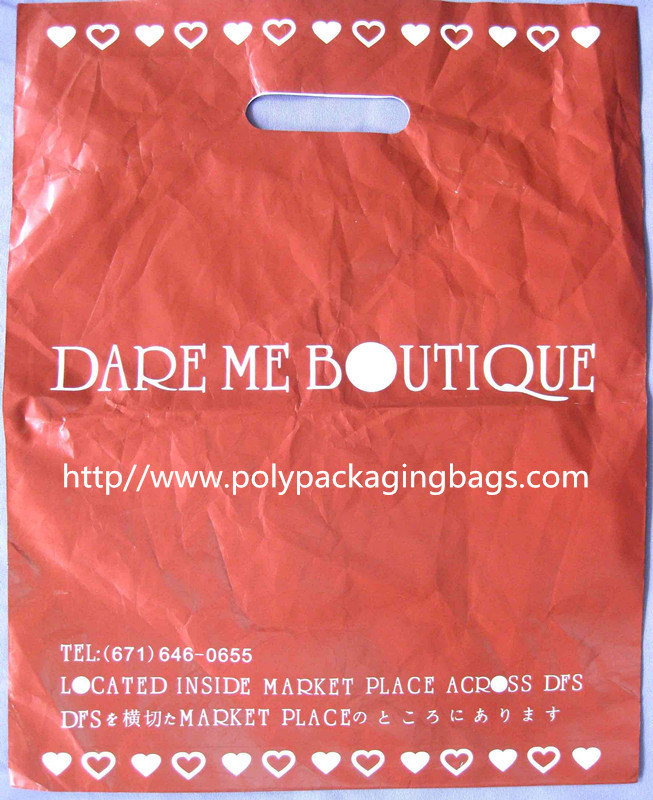 DARE ME BOUTIQUE
http//www.polypackagingbags.com
TEL:(671)646-0655
LOCATED INSIDE MARKET PLACE ACROSS DFS
DFSを横切たMARKET PLACEのところにあります